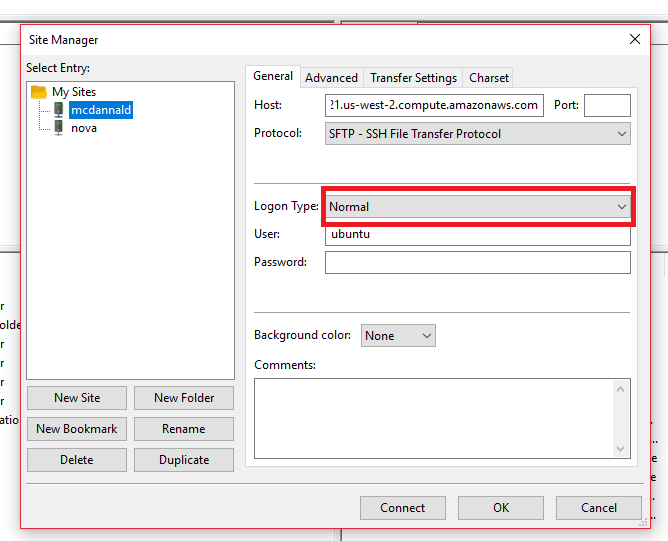 Site Manager
Select Entry:
My Sites
mcdannald
nova
New Site
New Folder
New Bookmark
Rename
Delete
Duplicate
General
Advanced
Transfer Settings
Charset
Host:
21.us-west-2.compute.amazonaws.com
Port:
Protocol:
SFTP - SSH File Transfer Protocol
Logon Type:
Normal
User:
ubuntu
Password:
Background color:
None
Comments:
Connect
OK
Cancel